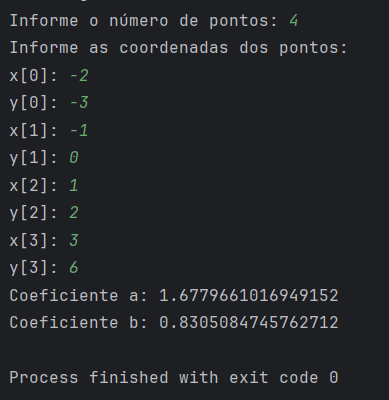 Informe o número de pontos: 4
Informe as coordenadas dos pontos:
x[0]: -2
y[0]: -3
x[1]: -1
y[1]: 0
x[2]: 1
y[2]: 2
x[3]: 3
y[3]: 6
Coeficiente a: 1.6779661016949152
Coeficiente b: 0.8305084745762712
Process finished with exit code 0